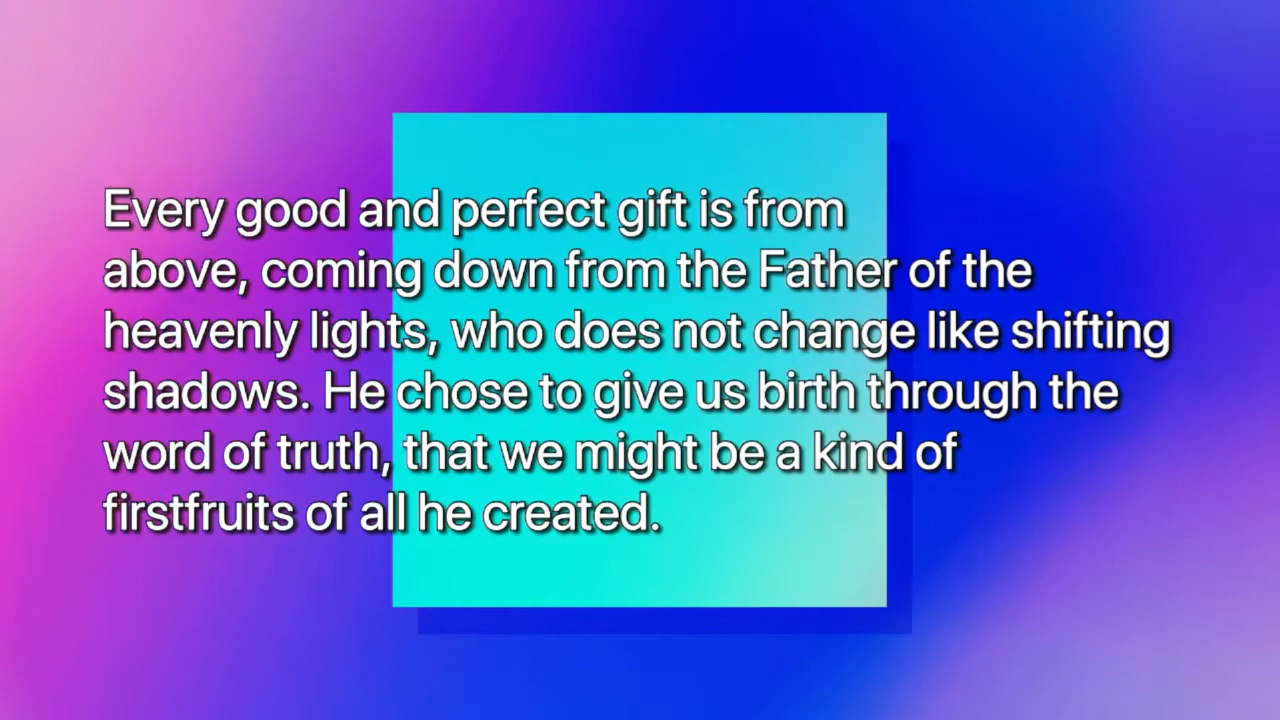 Every good and perfect gift is from
above, coming down from the Father of the
heavenly lights, who does not change like shifting
shadows. He chose to give us birth through the
word of truth, that we might be a kind of
firstfruits of all he created.